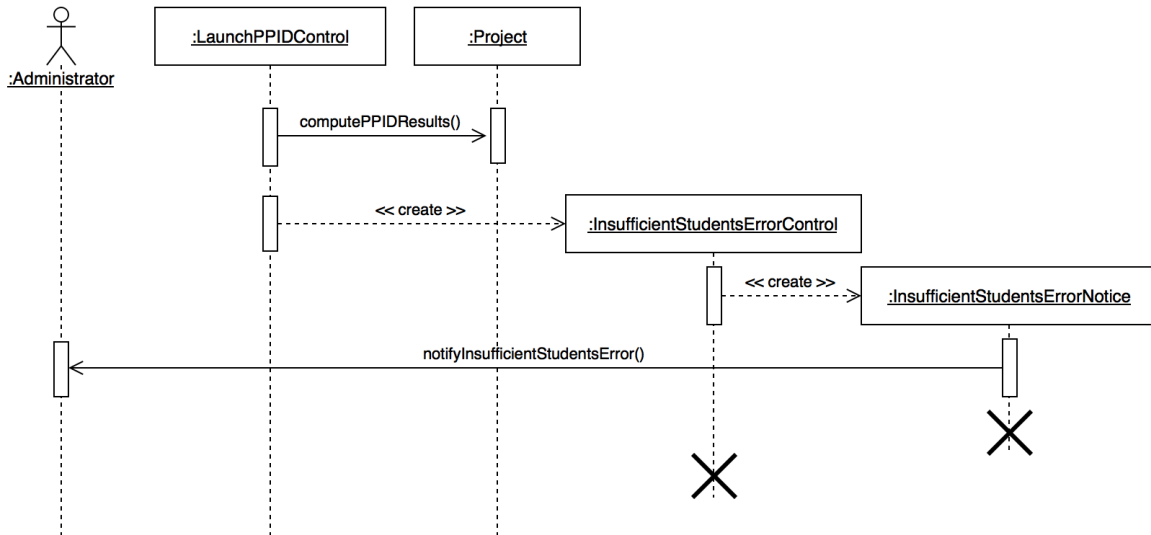 :LaunchPPIDControl
:Project
:Administrator
computePPIDResults()
<< create >>
:InsufficientStudentsErrorControl
<< create >>
:InsufficientStudentsErrorNotice
notifyInsufficientStudentsError()